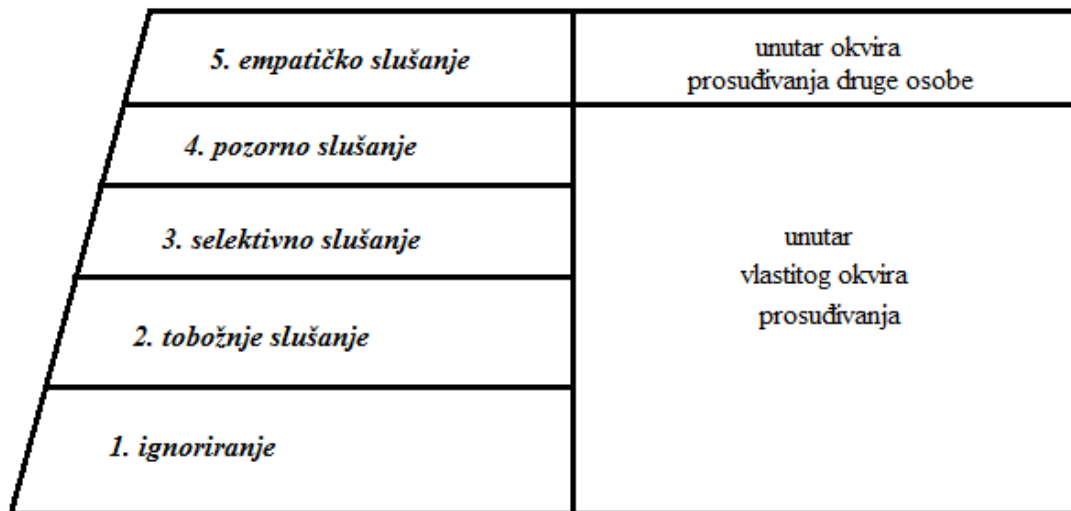 5. empatičko slušanje
unutar okvira
prosuđivanja druge osobe
4. pozorno slušanje
3. selektivno slušanje
2. tobožnje slušanje
1. ignoriranje
unutar
vlastitog okvira
prosuđivanja